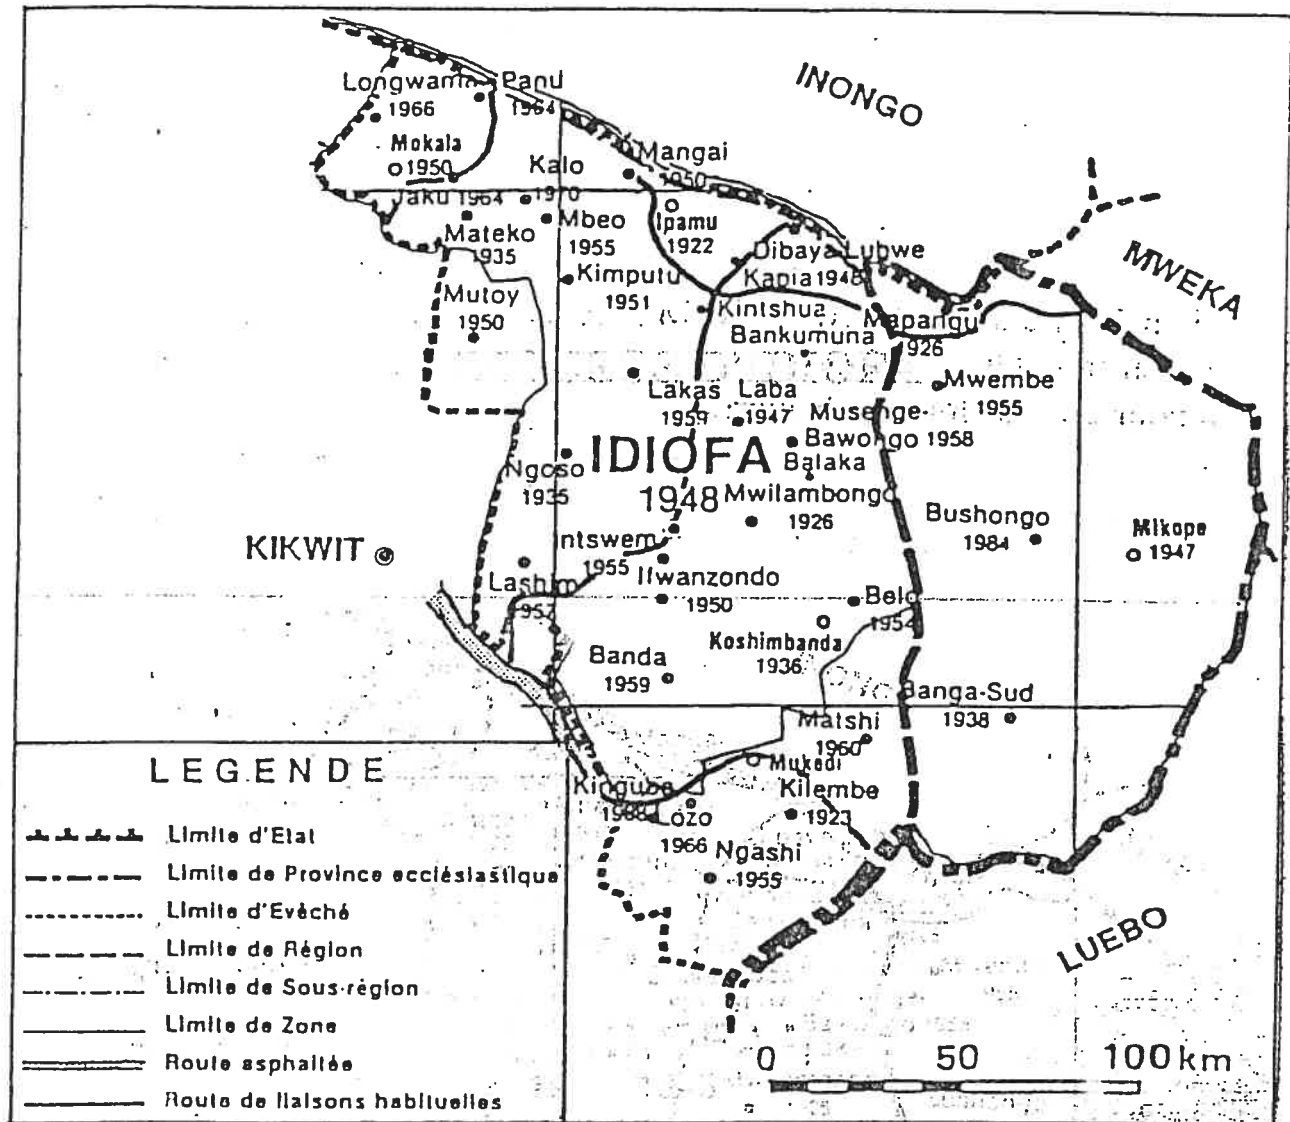 INONGO
Longwama Panu
1966 1964
Mokala
1950
Mangai
1950
Kalo
1970
Jaku 1964
Ipamu
1922
Mbeo
1955
Mateko
1935
Dibaya Lubwe
Kapia 1948
MWEKA
Kimputu
1951
Mutoy
1950
Kintshua
Mapangu
1926
Bankumuna
Lakas
1959
Laba
1947
Mwembe
1955
Musenge-
Bawongo 1958
IDIOFA
1948
Balaka
Ngoso
1935
Mwilambongo
1926
Bushongo
1984
Mikope
1947
KIKWIT
Intswem
1955
Lashim
1957
Ifwanzondo
1950
Belo
1954
Koshimbanda
1936
Banda
1959
Banga-Sud
1938
Matshi
1960
Mukedi
Kilembe
1923
Kinguba
1988
Lozo
1966
Ngashi
1955
LUEBO
LEGENDE
Limite d'Etat
Limite de Province ecclésiastique
Limite d'Evêché
Limite de Région
Limite de Sous-région
Limite de Zone
Route asphaltée
Route de liaisons habituelles
0 50 100 km